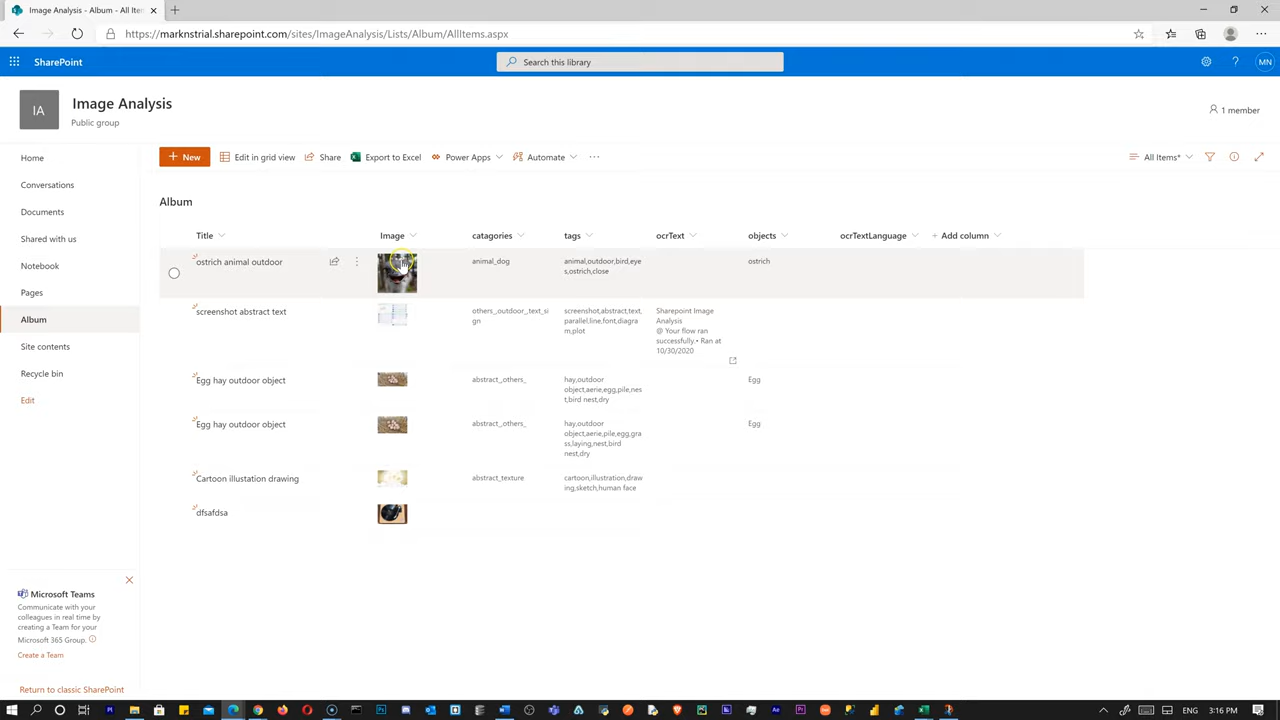 Image Analysis - Album - All Items
https://marknstrial.sharepoint.com/sites/ImageAnalysis/Lists/Album/AllItems.aspx
SharePoint
Search this library
MN
IA
Image Analysis
Public group
1 member
Home
Conversations
Documents
Shared with us
Notebook
Pages
Album
Site contents
Recycle bin
Edit
New
Edit in grid view
Share
Export to Excel
Power Apps
Automate
All Items*
Album
Title
Image
catagories
tags
ocrText
objects
ocrTextLanguage
+ Add column
ostrich animal outdoor
animal_dog
animal,outdoor,bird,eye
s,ostrich,close
ostrich
screenshot abstract text
others_,outdoor_,text_si
gn
screenshot,abstract,text,
parallel,line,font,diagra
m,plot
Sharepoint Image
Analysis
@ Your flow ran
successfully.• Ran at
10/30/2020
Egg hay outdoor object
abstract_,others_
hay,outdoor
object,aerie,egg,pile,nes
t,bird nest,dry
Egg
Egg hay outdoor object
abstract_,others_
hay,outdoor
object,aerie,pile,egg,gra
ss,laying,nest,bird
nest,dry
Egg
Cartoon illustation drawing
abstract_texture
cartoon,illustration,draw
ing,sketch,human face
dfsafdsa
Microsoft Teams
Communicate with your
colleagues in real time by
creating a Team for your
Microsoft 365 Group.
Create a Team
Return to classic SharePoint
3:16 PM